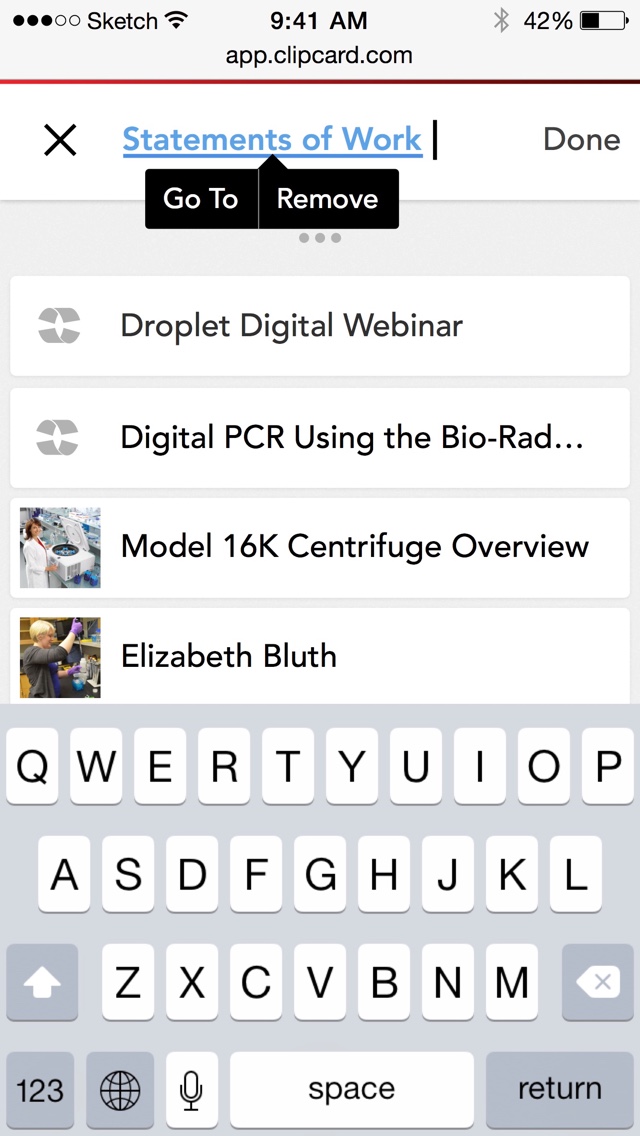 Sketch 9:41 AM 42%
app.clipcard.com
Statements of Work Done
Go To Remove
Droplet Digital Webinar
Digital PCR Using the Bio-Rad...
Model 16K Centrifuge Overview
Elizabeth Bluth
Q W E R T Y U I O P
A S D F G H J K L
Z X C V B N M
123 space return